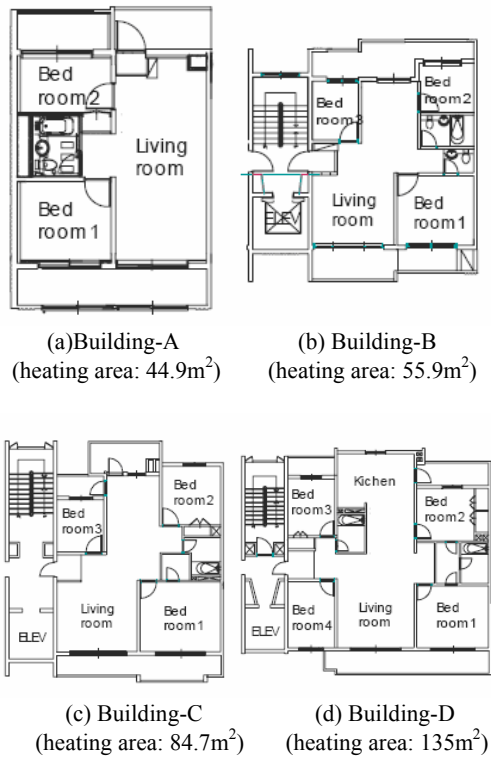 Bed
room2
Living
room
Bed
room1
(a)Building-A
(heating area: 44.9m²)
Bed
room3
Bed
room2
ELEV
Living
room
Bed
room1
(b) Building-B
(heating area: 55.9m²)
Bed
room3
Bed
room2
ELEV
Living
room
Bed
room1
(c) Building-C
(heating area: 84.7m²)
Kichen
Bed
room3
Bed
room2
ELEV
Bed
room4
Living
room
Bed
room1
(d) Building-D
(heating area: 135m²)